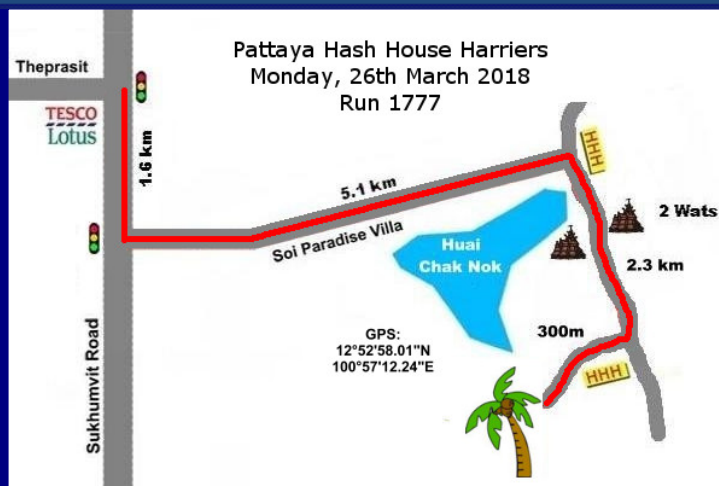 Pattaya Hash House Harriers
Monday, 26th March 2018
Run 1777
Theprasit
TESCO
Lotus
1.6 km
5.1 km
Soi Paradise Villa
HHH
2 Wats
Huai
Chak Nok
2.3 km
300m
GPS:
12°52'58.01"N
100°57'12.24"E
HHH
Sukhumvit Road